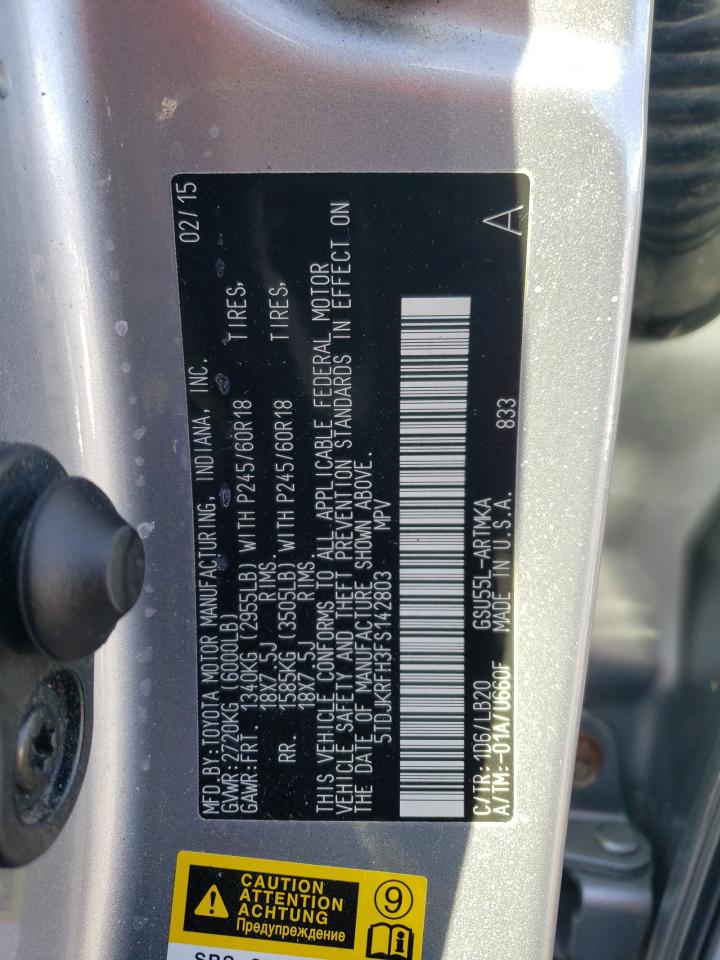 MFD.BY:TOYOTA MOTOR MANUFACTURING, INDIANA, INC. 02/15
GVWR:2720KG (6000LB)
GAWR:FRT. 1340KG (2955LB) WITH P245/60R18 TIRES,
18X7.5J RIMS.
RR. 1585KG (3505LB) WITH P245/60R18 TIRES,
18X7.5J RIMS.
THIS VEHICLE CONFORMS TO ALL APPLICABLE FEDERAL MOTOR
VEHICLE SAFETY AND THEFT PREVENTION STANDARDS IN EFFECT ON
THE DATE OF MANUFACTURE SHOWN ABOVE.
5TDJKRFH3FS142803 MPV
C/TR:1D6/LB20 GSU55L-ARTMKA 833 A
A/TM:-01A/U660F MADE IN U.S.A.
CAUTION
ATTENTION
ACHTUNG
Предупреждение
9